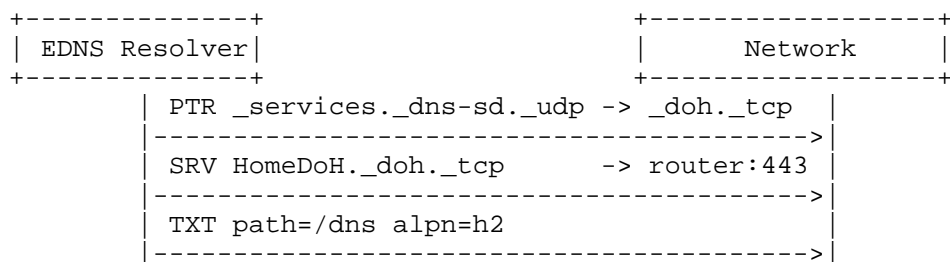 EDNS Resolver Network
PTR _services._dns-sd._udp -> _doh._tcp
SRV HomeDoH._doh._tcp -> router:443
TXT path=/dns alpn=h2